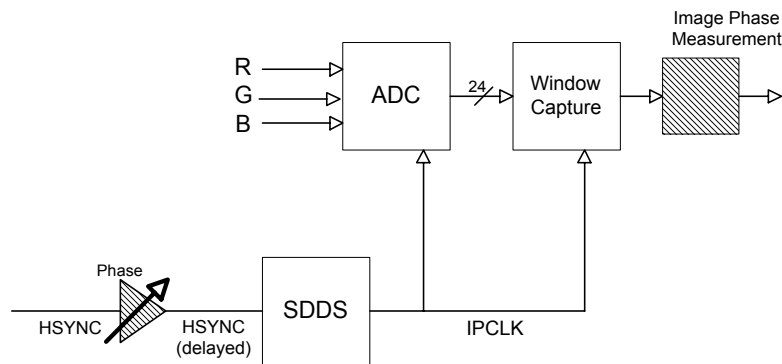 Image Phase
Measurement
R
G
B
ADC
24
Window
Capture
Phase
HSYNC
HSYNC
(delayed)
SDDS
IPCLK